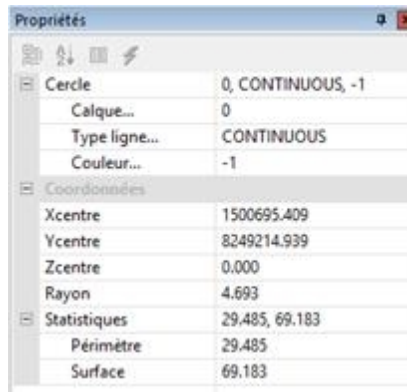 Propriétés
Cercle 0, CONTINUOUS, -1
Calque... 0
Type ligne... CONTINUOUS
Couleur... -1
Coordonnées
Xcentre 1500695.409
Ycentre 8249214.939
Zcentre 0.000
Rayon 4.693
Statistiques 29.485, 69.183
Périmètre 29.485
Surface 69.183